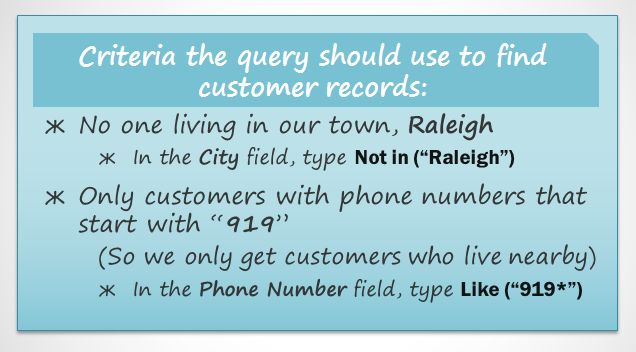 Criteria the query should use to find
customer records:
Ж No one living in our town, Raleigh
Ж In the City field, type Not in (“Raleigh”)
Ж Only customers with phone numbers that
start with “919”
(So we only get customers who live nearby)
Ж In the Phone Number field, type Like (“919*”)